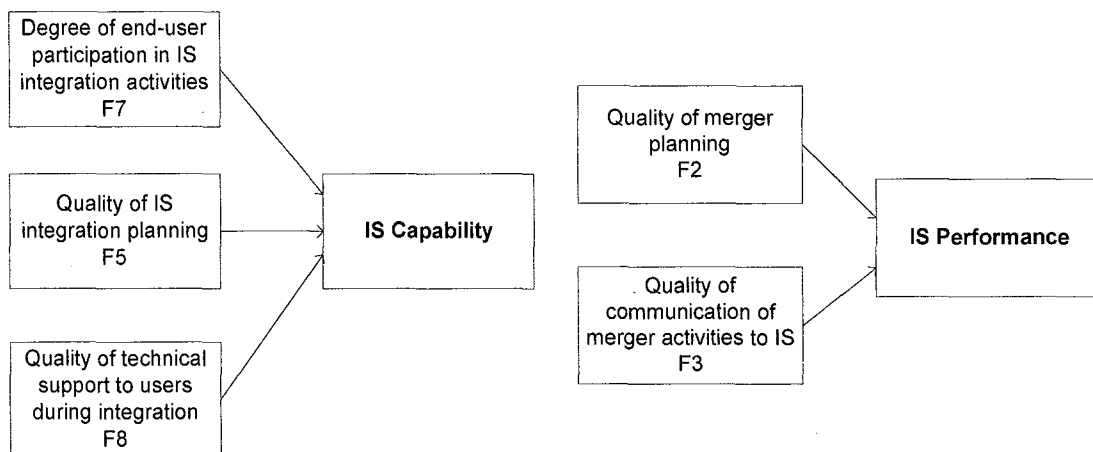 Degree of end-user
participation in IS
integration activities
F7
Quality of IS
integration planning
F5
Quality of technical
support to users
during integration
F8
IS Capability
Quality of merger
planning
F2
Quality of
communication of
merger activities to IS
F3
IS Performance